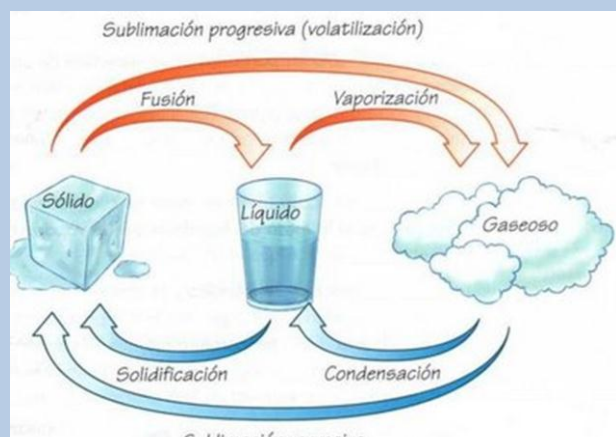 Sublimación progresiva (volatilización)
Fusión
Vaporización
Sólido
Líquido
Gaseoso
Solidificación
Condensación